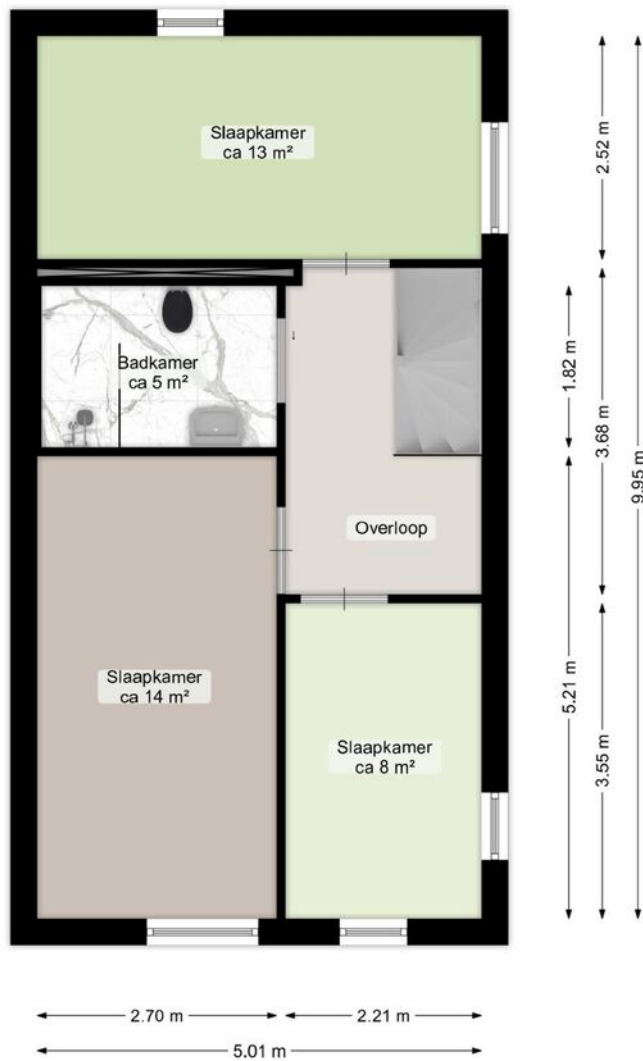 Slaapkamer
ca 13 m²
2.52 m
Badkamer
ca 5 m²
1.82 m
3.68 m
9.95 m
Overloop
Slaapkamer
ca 14 m²
5.21 m
Slaapkamer
ca 8 m²
3.55 m
2.70 m
2.21 m
5.01 m